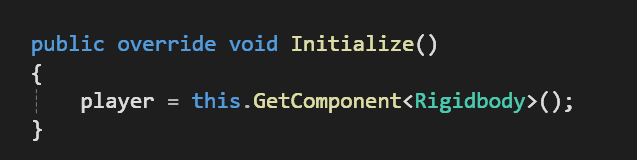 public override void Initialize()
{
    player = this.GetComponent<Rigidbody>();
}